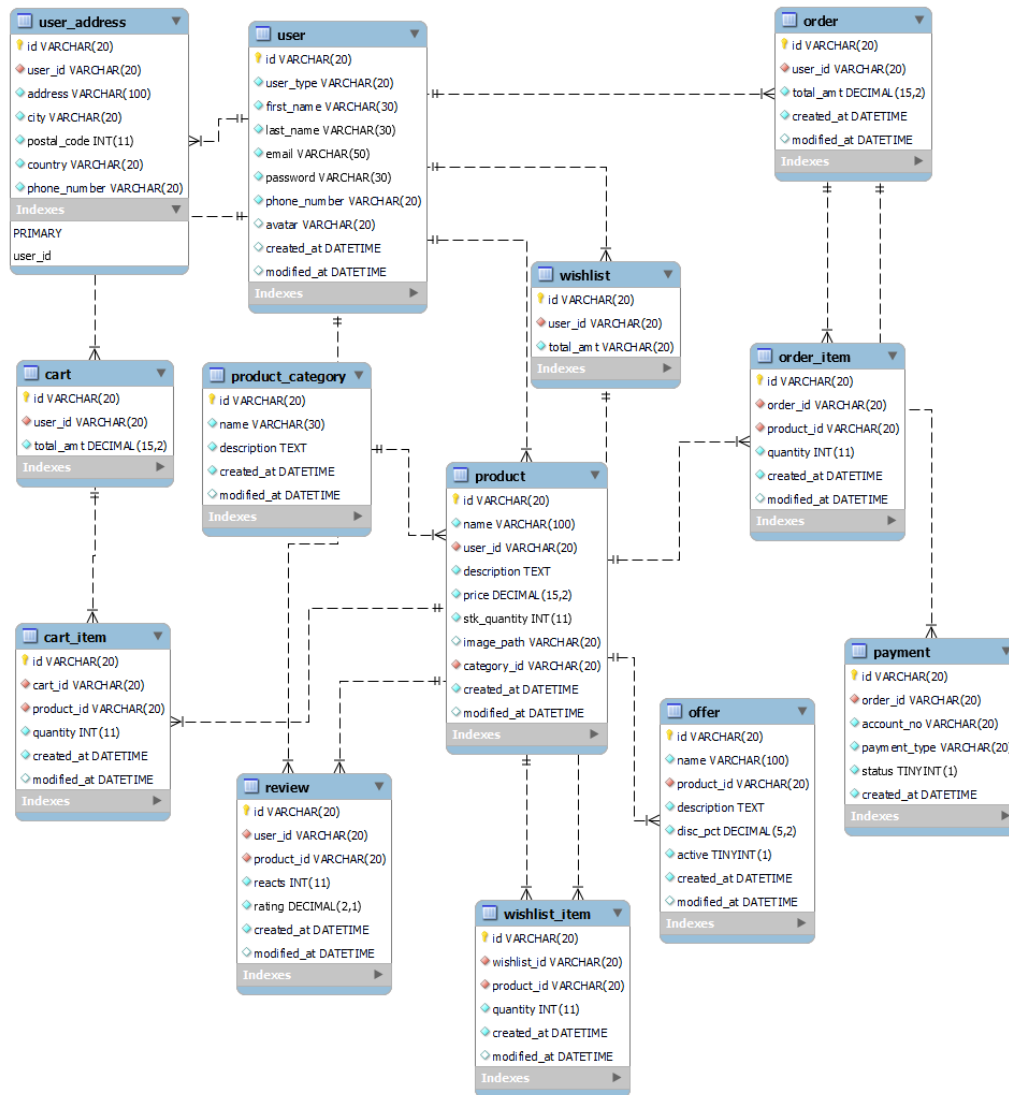 user_address
id VARCHAR(20)
user_id VARCHAR(20)
address VARCHAR(100)
city VARCHAR(20)
postal_code INT(11)
country VARCHAR(20)
phone_number VARCHAR(20)
Indexes
PRIMARY
user_id
user
id VARCHAR(20)
user_type VARCHAR(20)
first_name VARCHAR(30)
last_name VARCHAR(30)
email VARCHAR(50)
password VARCHAR(30)
phone_number VARCHAR(20)
avatar VARCHAR(20)
created_at DATETIME
modified_at DATETIME
Indexes
order
id VARCHAR(20)
user_id VARCHAR(20)
total_amt DECIMAL(15,2)
created_at DATETIME
modified_at DATETIME
Indexes
wishlist
id VARCHAR(20)
user_id VARCHAR(20)
total_amt VARCHAR(20)
Indexes
cart
id VARCHAR(20)
user_id VARCHAR(20)
total_amt DECIMAL(15,2)
Indexes
product_category
id VARCHAR(20)
name VARCHAR(30)
description TEXT
created_at DATETIME
modified_at DATETIME
Indexes
order_item
id VARCHAR(20)
order_id VARCHAR(20)
product_id VARCHAR(20)
quantity INT(11)
created_at DATETIME
modified_at DATETIME
Indexes
product
id VARCHAR(20)
name VARCHAR(100)
user_id VARCHAR(20)
description TEXT
price DECIMAL(15,2)
stk_quantity INT(11)
image_path VARCHAR(20)
category_id VARCHAR(20)
created_at DATETIME
modified_at DATETIME
Indexes
cart_item
id VARCHAR(20)
cart_id VARCHAR(20)
product_id VARCHAR(20)
quantity INT(11)
created_at DATETIME
modified_at DATETIME
Indexes
payment
id VARCHAR(20)
order_id VARCHAR(20)
account_no VARCHAR(20)
payment_type VARCHAR(20)
status TINYINT(1)
created_at DATETIME
Indexes
offer
id VARCHAR(20)
name VARCHAR(100)
product_id VARCHAR(20)
description TEXT
disc_pct DECIMAL(5,2)
active TINYINT(1)
created_at DATETIME
modified_at DATETIME
Indexes
review
id VARCHAR(20)
user_id VARCHAR(20)
product_id VARCHAR(20)
reacts INT(11)
rating DECIMAL(2,1)
created_at DATETIME
modified_at DATETIME
Indexes
wishlist_item
id VARCHAR(20)
wishlist_id VARCHAR(20)
product_id VARCHAR(20)
quantity INT(11)
created_at DATETIME
modified_at DATETIME
Indexes